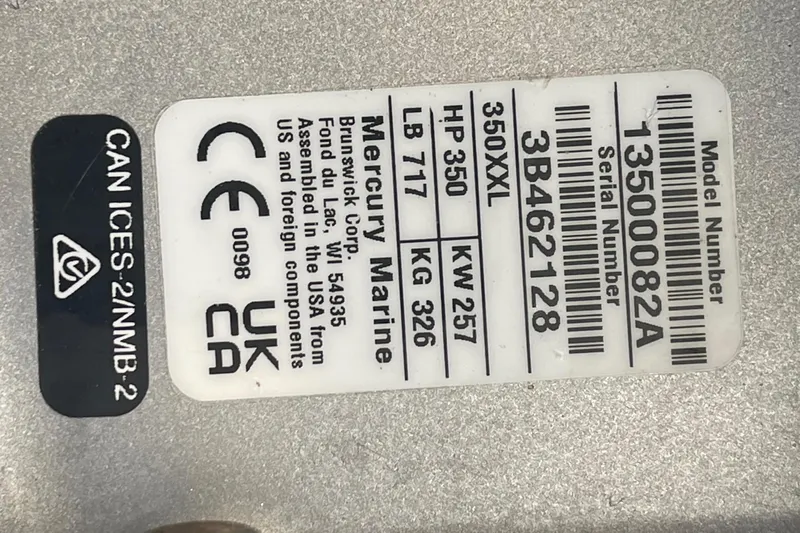 Model Number
13500082A
Serial Number
3B462128
350XXL
HP 350 KW 257
LB 717 KG 326
Mercury Marine
Brunswick Corp.
Fond du Lac, WI 54935
Assembled in the USA from
US and foreign components
CE 0098 UK
CA
CAN ICES-2/NMB-2